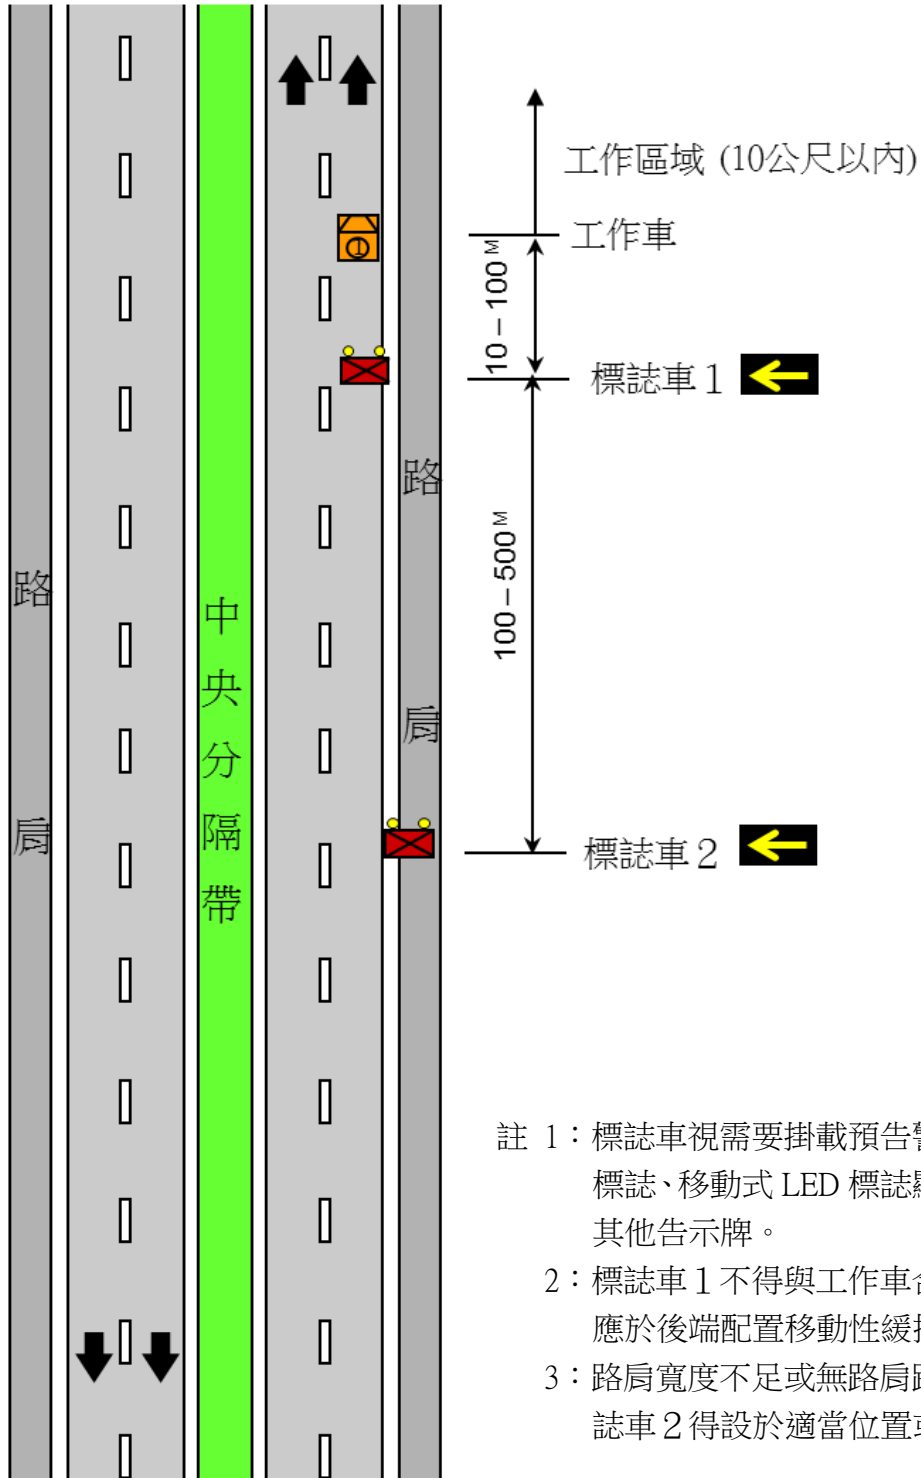 工作區域 (10公尺以內)
工作車
10－100 M
標誌車１
路肩
100－500 M
路肩
中央分隔帶
標誌車２
註 1：標誌車視需要掛載預告
標誌、移動式 LED 標誌
其他告示牌。
2：標誌車１不得與工作車
應於後端配置移動性緩
3：路肩寬度不足或無路肩
誌車２得設於適當位置